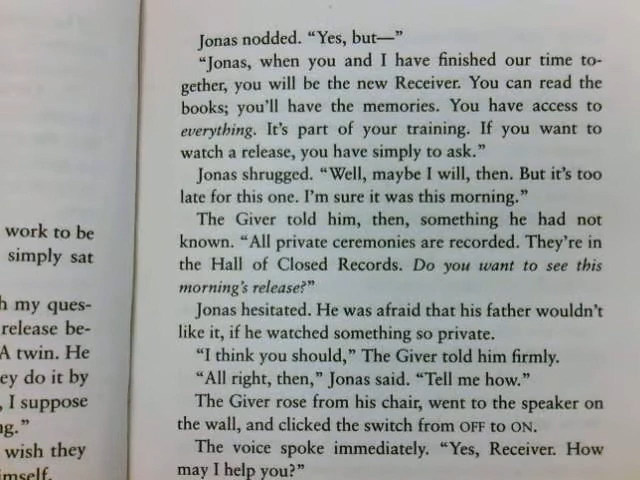 work to be
simply sat
my ques-
release be-
A twin. He
ey do it by
, I suppose
ng."
wish they
imself.
Jonas nodded. "Yes, but—"
"Jonas, when you and I have finished our time to-
gether, you will be the new Receiver. You can read the
books; you'll have the memories. You have access to
everything. It's part of your training. If you want to
watch a release, you have simply to ask."
Jonas shrugged. "Well, maybe I will, then. But it's too
late for this one. I'm sure it was this morning."
The Giver told him, then, something he had not
known. "All private ceremonies are recorded. They're in
the Hall of Closed Records. Do you want to see this
morning's release?"
Jonas hesitated. He was afraid that his father wouldn't
like it, if he watched something so private.
"I think you should," The Giver told him firmly.
"All right, then," Jonas said. "Tell me how."
The Giver rose from his chair, went to the speaker on
the wall, and clicked the switch from OFF to ON.
The voice spoke immediately. "Yes, Receiver. How
may I help you?"